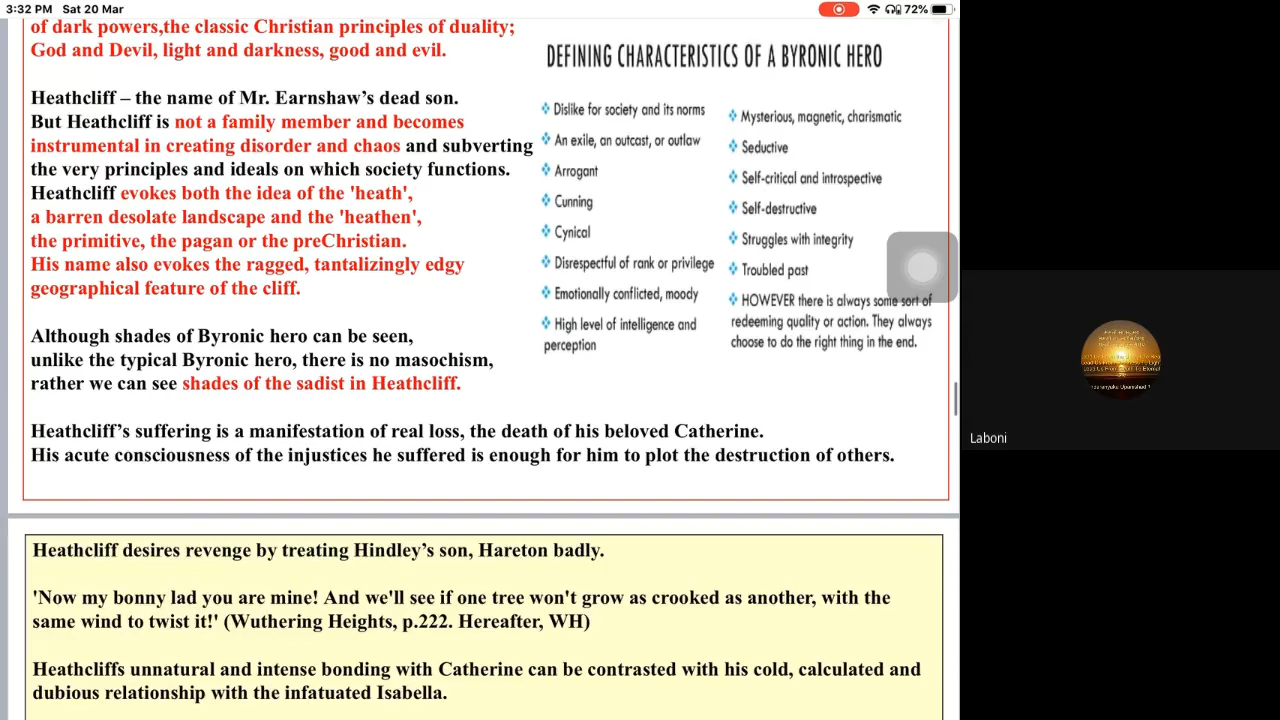 3:32 PM Sat 20 Mar
72%
of dark powers,the classic Christian principles of duality;
God and Devil, light and darkness, good and evil.
Heathcliff – the name of Mr. Earnshaw’s dead son.
But Heathcliff is not a family member and becomes
instrumental in creating disorder and chaos and subverting
the very principles and ideals on which society functions.
Heathcliff evokes both the idea of the 'heath',
a barren desolate landscape and the 'heathen',
the primitive, the pagan or the preChristian.
His name also evokes the ragged, tantalizingly edgy
geographical feature of the cliff.
Although shades of Byronic hero can be seen,
unlike the typical Byronic hero, there is no masochism,
rather we can see shades of the sadist in Heathcliff.
Heathcliff’s suffering is a manifestation of real loss, the death of his beloved Catherine.
His acute consciousness of the injustices he suffered is enough for him to plot the destruction of others.
DEFINING CHARACTERISTICS OF A BYRONIC HERO
Dislike for society and its norms
An exile, an outcast, or outlaw
Arrogant
Cunning
Cynical
Disrespectful of rank or privilege
Emotionally conflicted, moody
High level of intelligence and
perception
Mysterious, magnetic, charismatic
Seductive
Self-critical and introspective
Self-destructive
Struggles with integrity
Troubled past
HOWEVER there is always some sort of
redeeming quality or action. They always
choose to do the right thing in the end.
Heathcliff desires revenge by treating Hindley’s son, Hareton badly.
'Now my bonny lad you are mine! And we'll see if one tree won't grow as crooked as another, with the
same wind to twist it!' (Wuthering Heights, p.222. Hereafter, WH)
Heathcliffs unnatural and intense bonding with Catherine can be contrasted with his cold, calculated and
dubious relationship with the infatuated Isabella.
Laboni